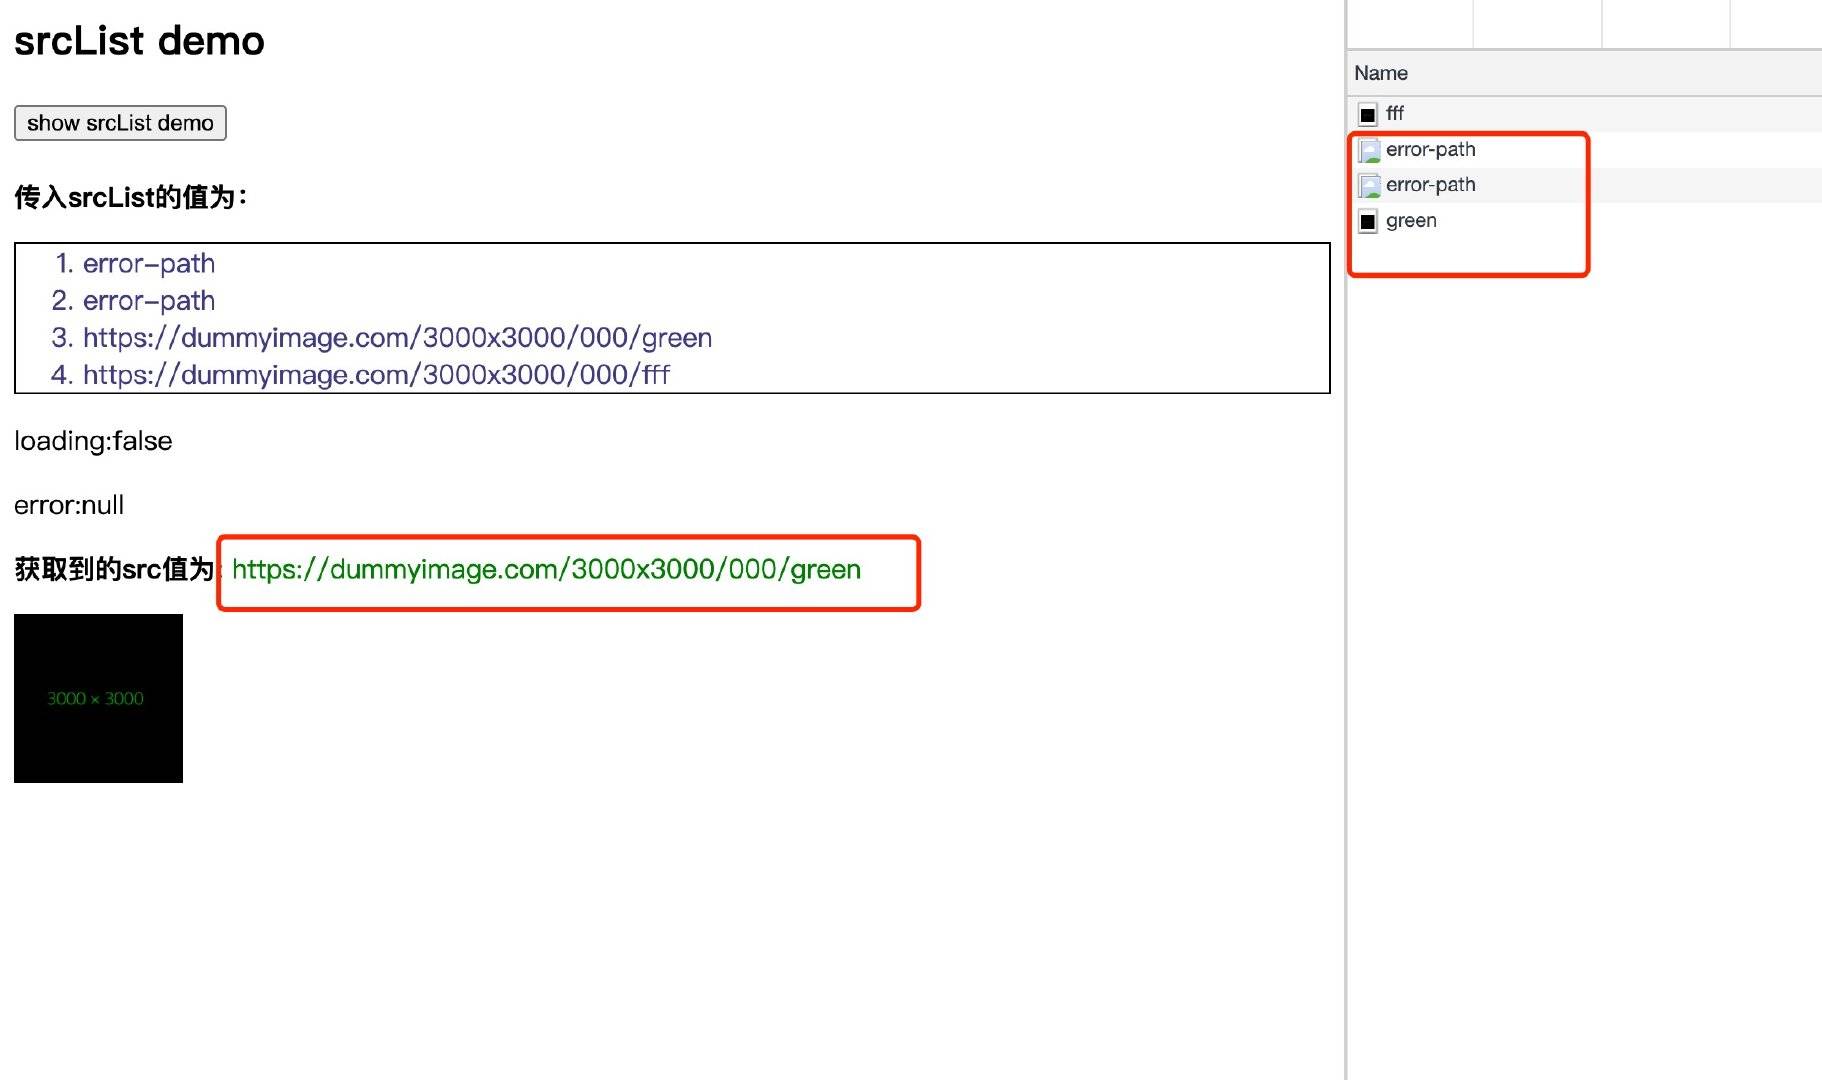 srcList demo
show srcList demo
传入srcList的值为：
1. error-path
2. error-path
3. https://dummyimage.com/3000x3000/000/green
4. https://dummyimage.com/3000x3000/000/fff
loading:false
error:null
获取到的src值为: https://dummyimage.com/3000x3000/000/green
3000 × 3000
Name
fff
error-path
error-path
green